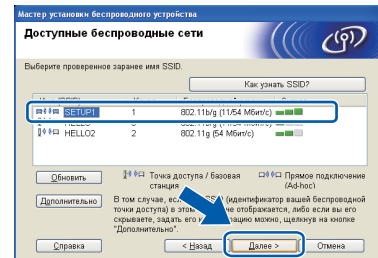 Мастер установки беспроводного устройства
Доступные беспроводные сети
Выберите проверенное заранее имя SSID.
Как узнать SSID?
SETUP1 1 802.11b/g (11/54 Мбит/с)
HELLO2 1 802.11g (54 Мбит/с)
Обновить
Точка доступа / базовая станция
Прямое подключение (Ad-hoc)
Дополнительно
В том случае, если (идентификатор вашей беспроводной
точки доступа) в этом не отображается, либо если вы его
скрываете, задать его можно, щелкнув на кнопке
"Дополнительно".
Справка
< Назад
Далее >
Отмена